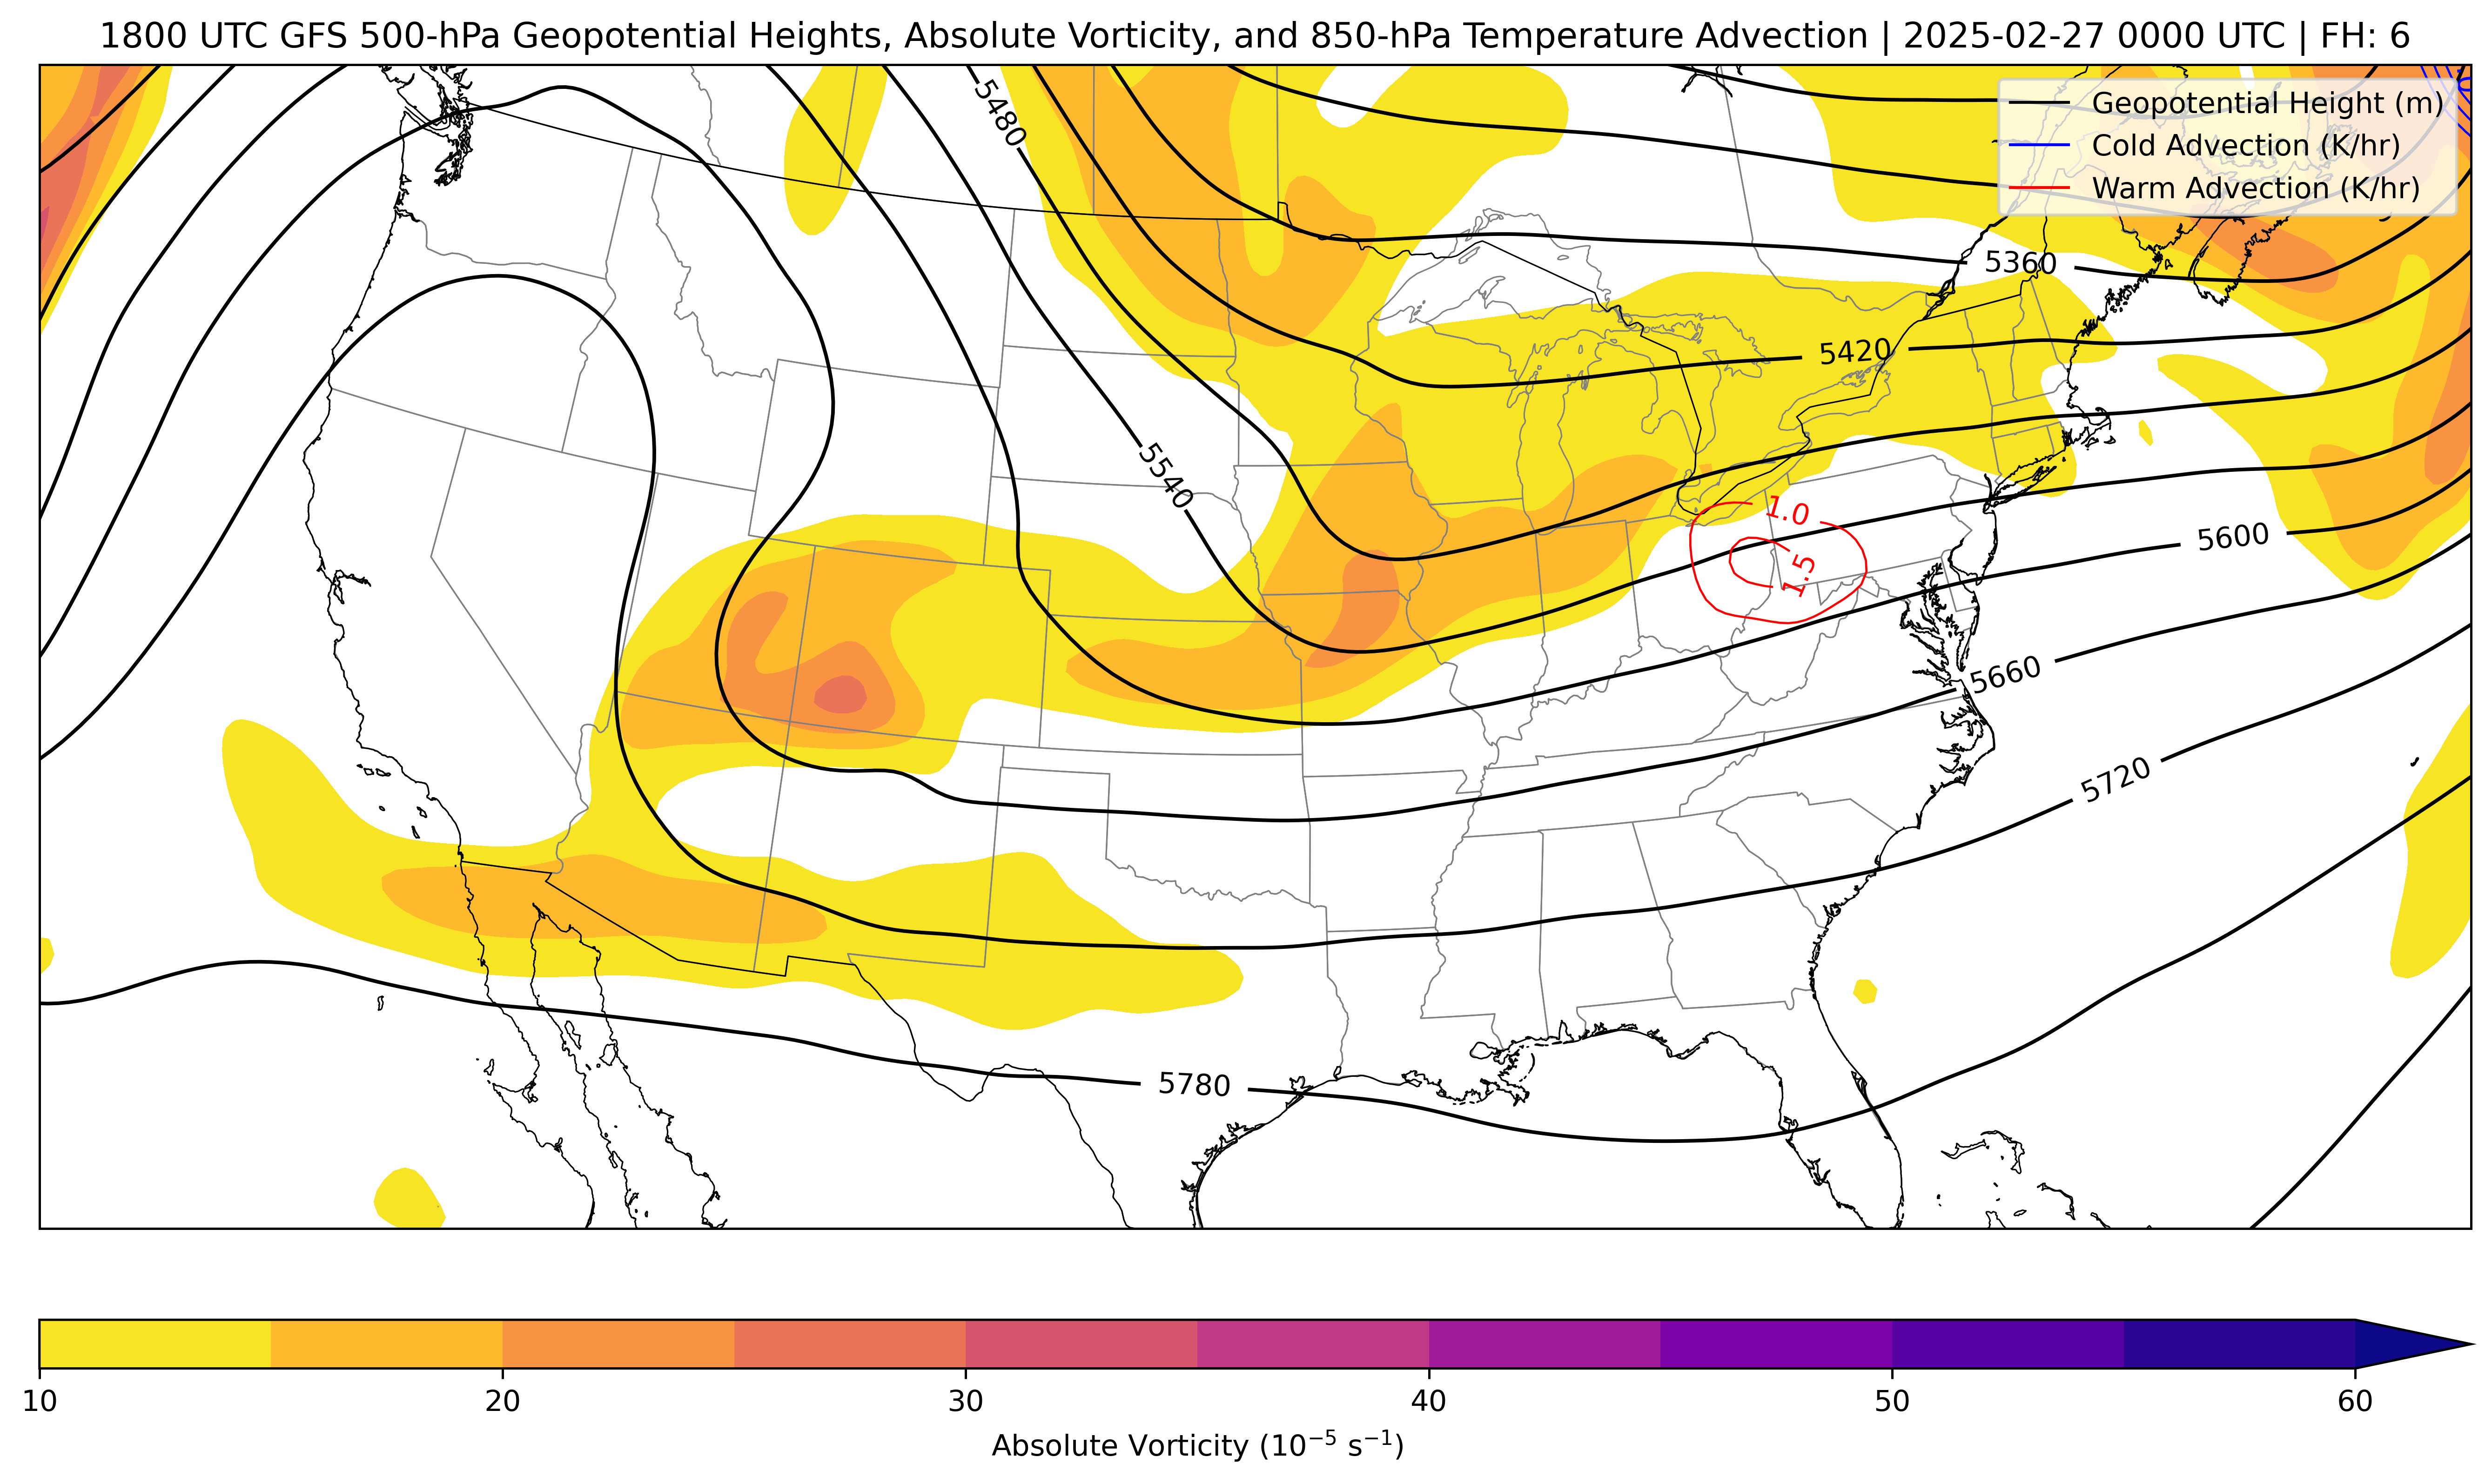 1800 UTC GFS 500-hPa Geopotential Heights, Absolute Vorticity, and 850-hPa Temperature Advection | 2025-02-27 0000 UTC | FH: 6
Geopotential Height (m)
Cold Advection (K/hr)
Warm Advection (K/hr)
5480
5360
5420
5540
1.0
1.5
5600
5660
5720
5780
10 20 30 40 50 60
Absolute Vorticity (10⁻⁵ s⁻¹)